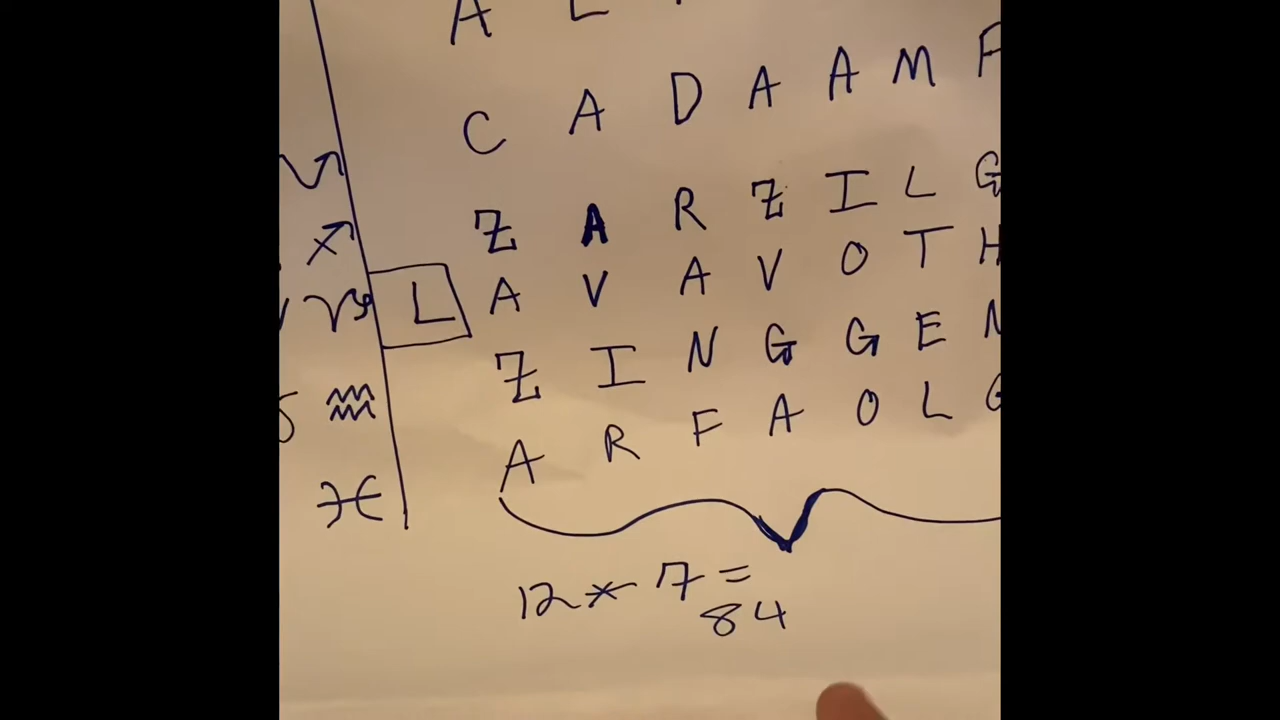 C A D A A M F
Z A R Z I L G
L A V A V O T H
Z I N G G E N
A R F A O L G
12 * 7 =
84